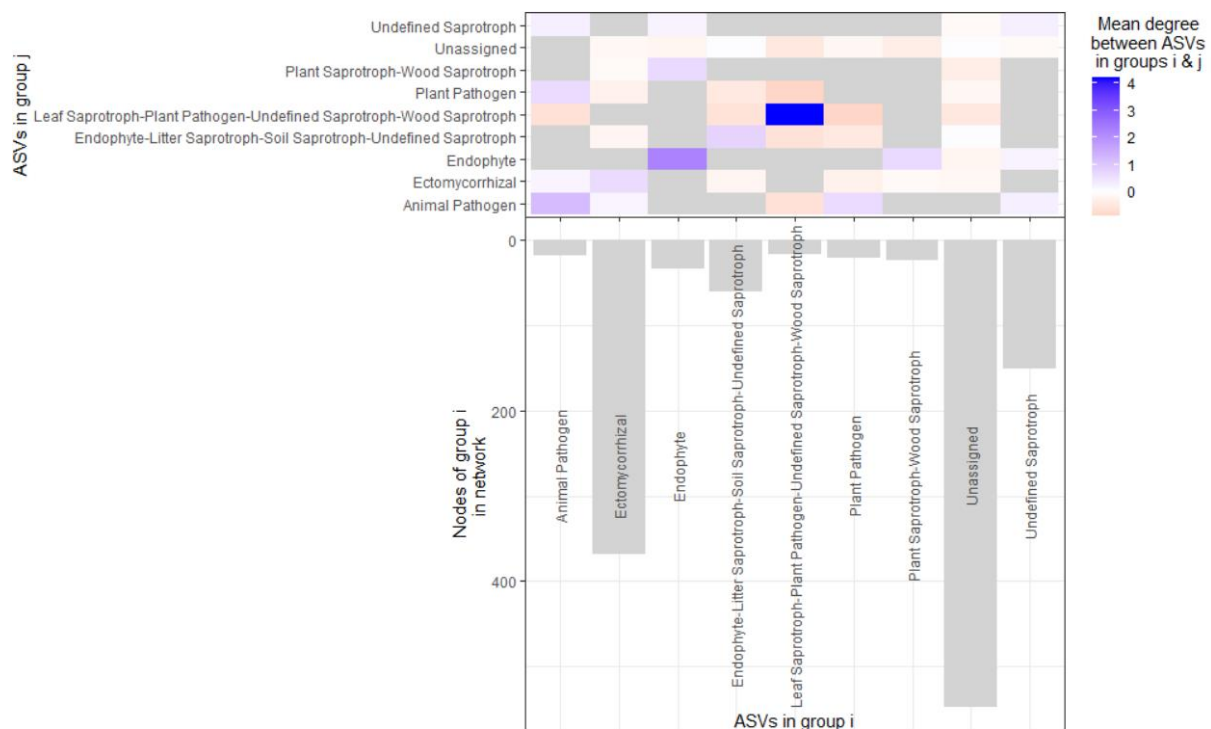 ASVs in group j
Undefined Saprotroph
Unassigned
Plant Saprotroph-Wood Saprotroph
Plant Pathogen
Leaf Saprotroph-Plant Pathogen-Undefined Saprotroph-Wood Saprotroph
Endophyte-Litter Saprotroph-Soil Saprotroph-Undefined Saprotroph
Endophyte
Ectomycorrhizal
Animal Pathogen
Mean degree
between ASVs
in groups i & j
4
3
2
1
0
Nodes of group i
in network
0
200
400
Animal Pathogen
Ectomycorrhizal
Endophyte
Endophyte-Litter Saprotroph-Soil Saprotroph-Undefined Saprotroph
Leaf Saprotroph-Plant Pathogen-Undefined Saprotroph-Wood Saprotroph
Plant Pathogen
Plant Saprotroph-Wood Saprotroph
Unassigned
Undefined Saprotroph
ASVs in group i